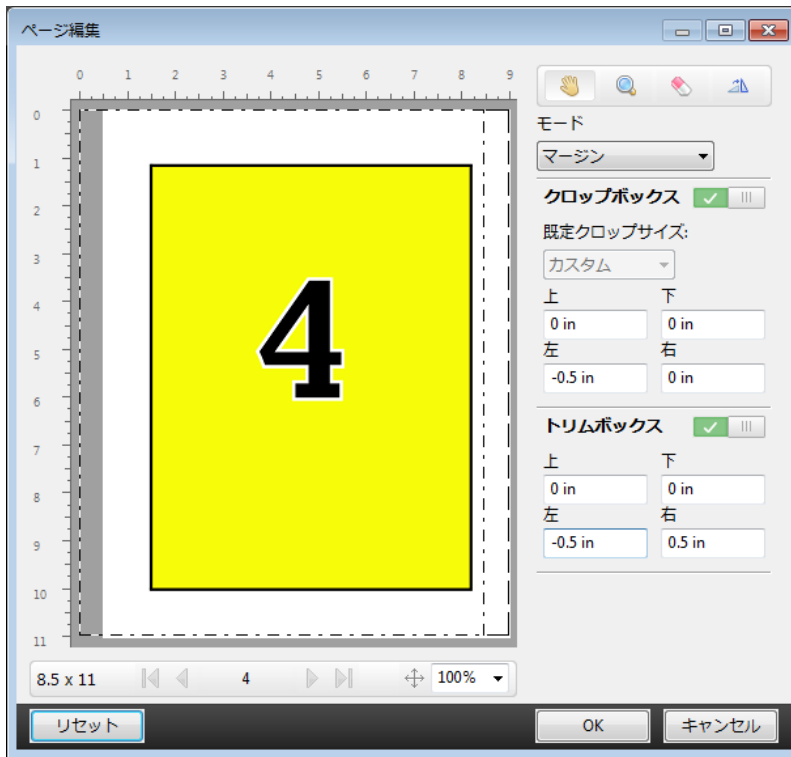 ページ編集
0 1 2 3 4 5 6 7 8 9
0
1
2
3
4
5
6
7
8
9
10
11
4
モード
マージン
クロップボックス
既定クロップサイズ:
カスタム
上 下
0 in 0 in
左 右
-0.5 in 0 in
トリムボックス
上 下
0 in 0 in
左 右
-0.5 in 0.5 in
8.5 x 11 4 100%
リセット OK キャンセル